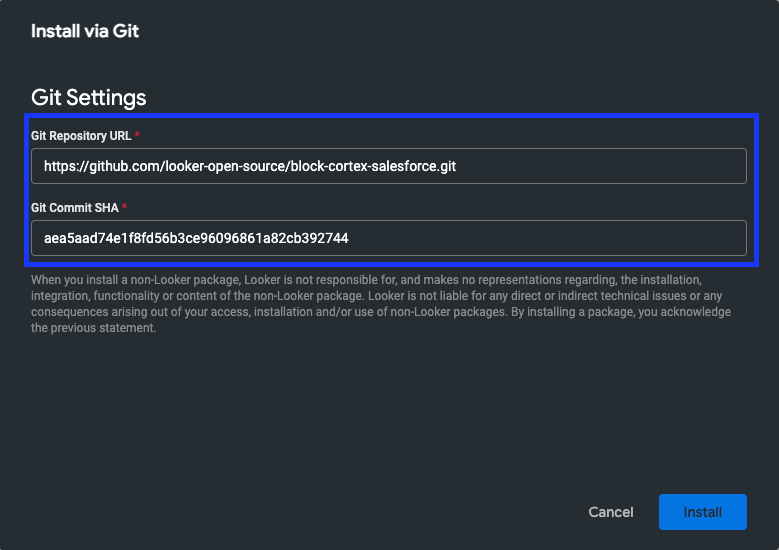 Install via Git
Git Settings
Git Repository URL *
https://github.com/looker-open-source/block-cortex-salesforce.git
Git Commit SHA *
aea5aad74e1f8fd56b3ce96096861a82cb392744
When you install a non-Looker package, Looker is not responsible for, and makes no representations regarding, the installation,
integration, functionality or content of the non-Looker package. Looker is not liable for any direct or indirect technical issues or any
consequences arising out of your access, installation and/or use of non-Looker packages. By installing a package, you acknowledge
the previous statement.
Cancel
Install